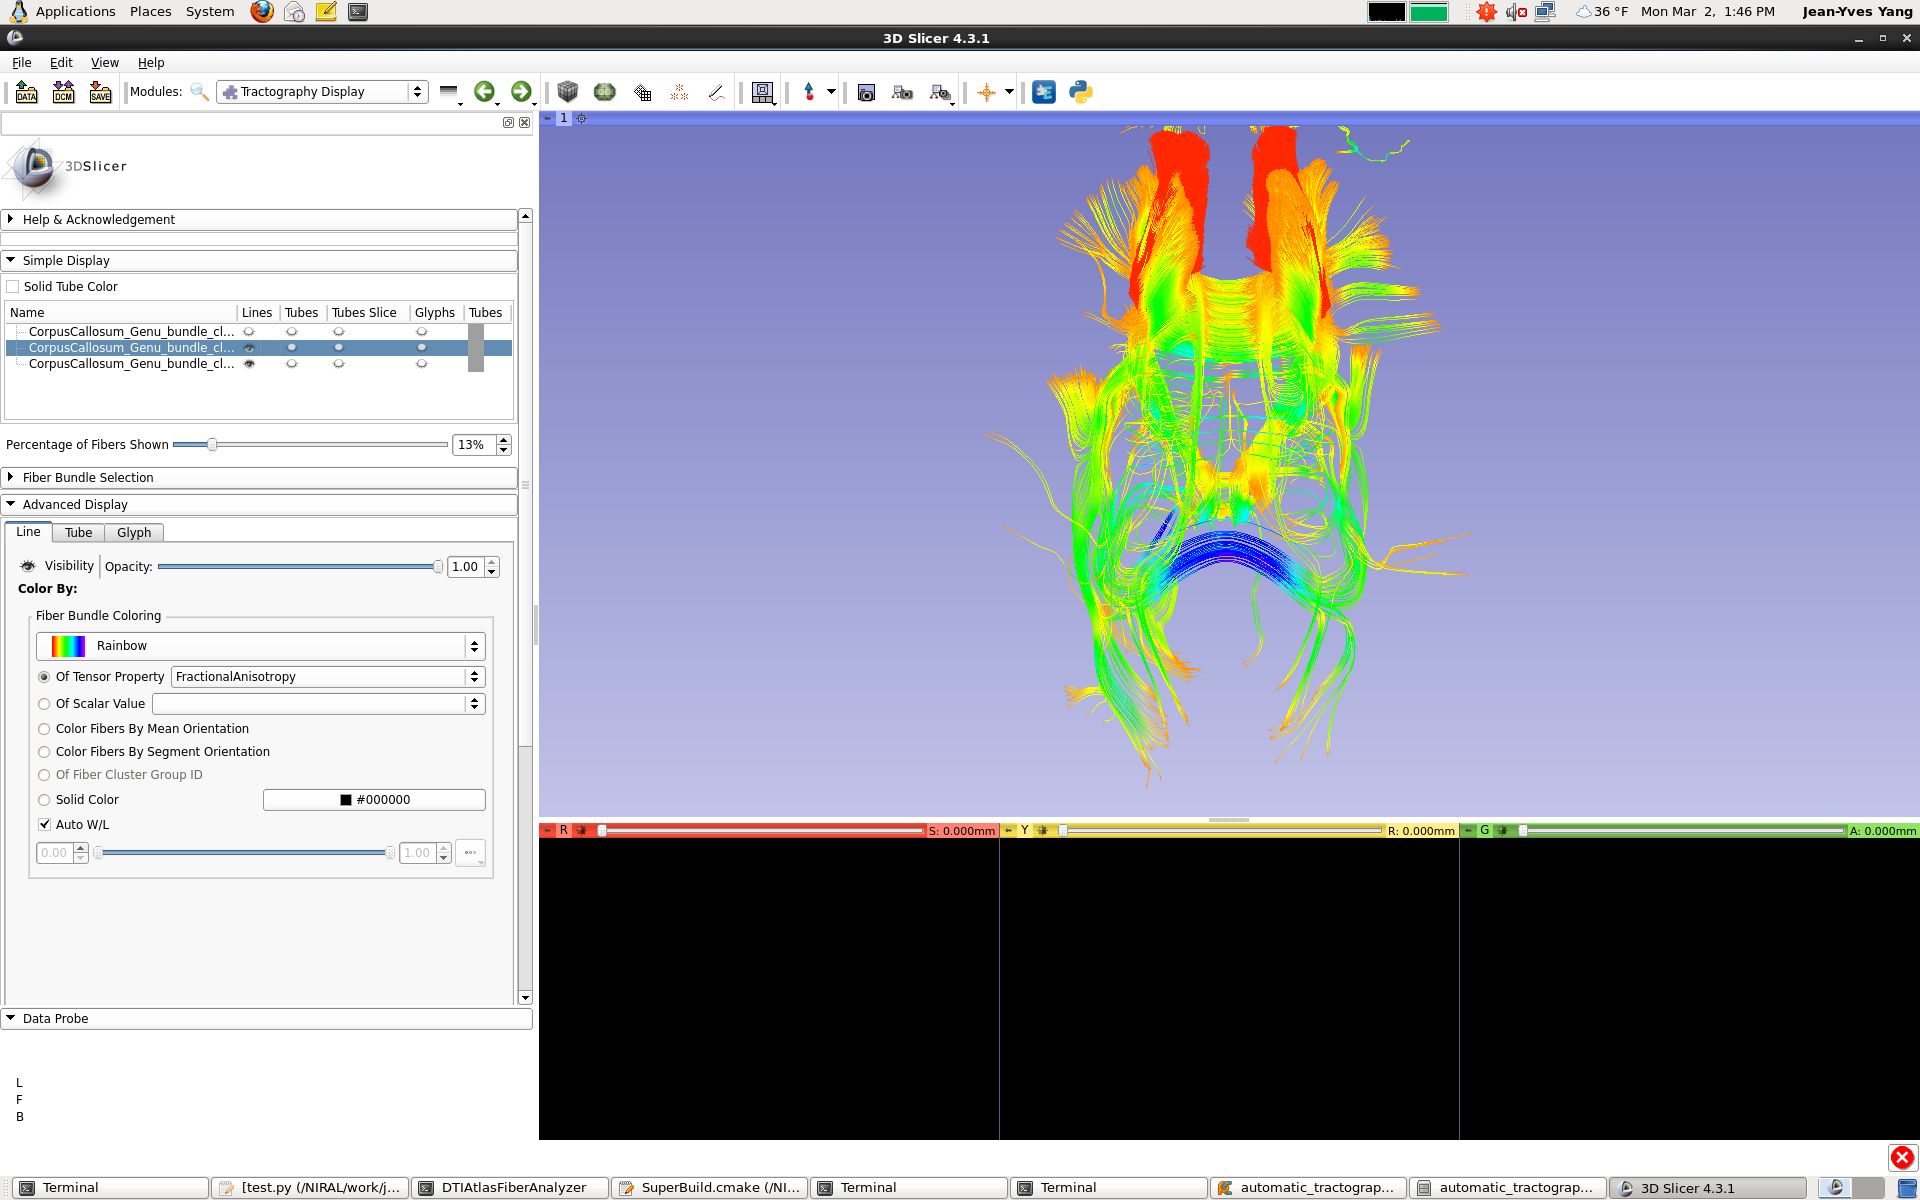 Applications Places System 36 °F Mon Mar 2, 1:46 PM Jean-Yves Yang
3D Slicer 4.3.1
File Edit View Help
DATA DCM SAVE Modules: Tractography Display
1
3DSlicer
Help & Acknowledgement
Simple Display
Solid Tube Color
Name Lines Tubes Tubes Slice Glyphs Tubes
CorpusCallosum_Genu_bundle_cl...
CorpusCallosum_Genu_bundle_cl...
CorpusCallosum_Genu_bundle_cl...
Percentage of Fibers Shown 13%
Fiber Bundle Selection
Advanced Display
Line Tube Glyph
Visibility Opacity: 1.00
Color By:
Fiber Bundle Coloring
Rainbow
Of Tensor Property FractionalAnisotropy
Of Scalar Value
Color Fibers By Mean Orientation
Color Fibers By Segment Orientation
Of Fiber Cluster Group ID
Solid Color #000000
Auto W/L
0.00 1.00 ...
R S: 0.000mm Y R: 0.000mm G A: 0.000mm
Data Probe
L
F
B
Terminal [test.py (/NIRAL/work/j... DTIAtlasFiberAnalyzer SuperBuild.cmake (/NI... Terminal Terminal automatic_tractograp... automatic_tractograp... 3D Slicer 4.3.1